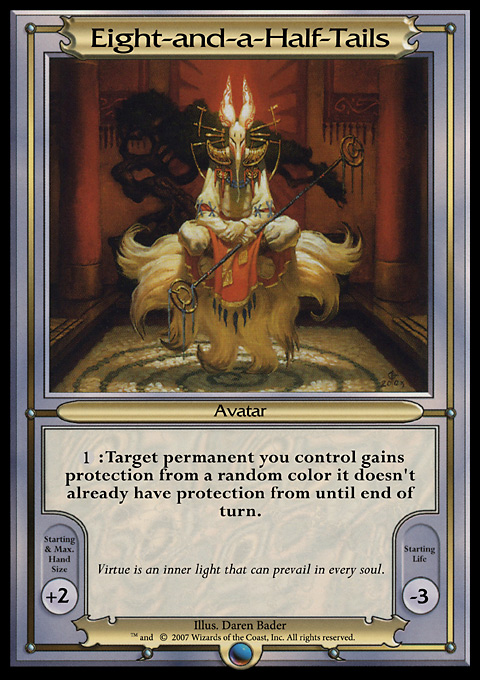 Eight-and-a-Half-Tails
2003
Avatar
1 :Target permanent you control gains
protection from a random color it doesn't
already have protection from until end of
turn.
Starting
& Max.
Hand
Size
+2
Virtue is an inner light that can prevail in every soul.
Starting
Life
-3
Illus. Daren Bader
™ and © 2007 Wizards of the Coast, Inc. All rights reserved.